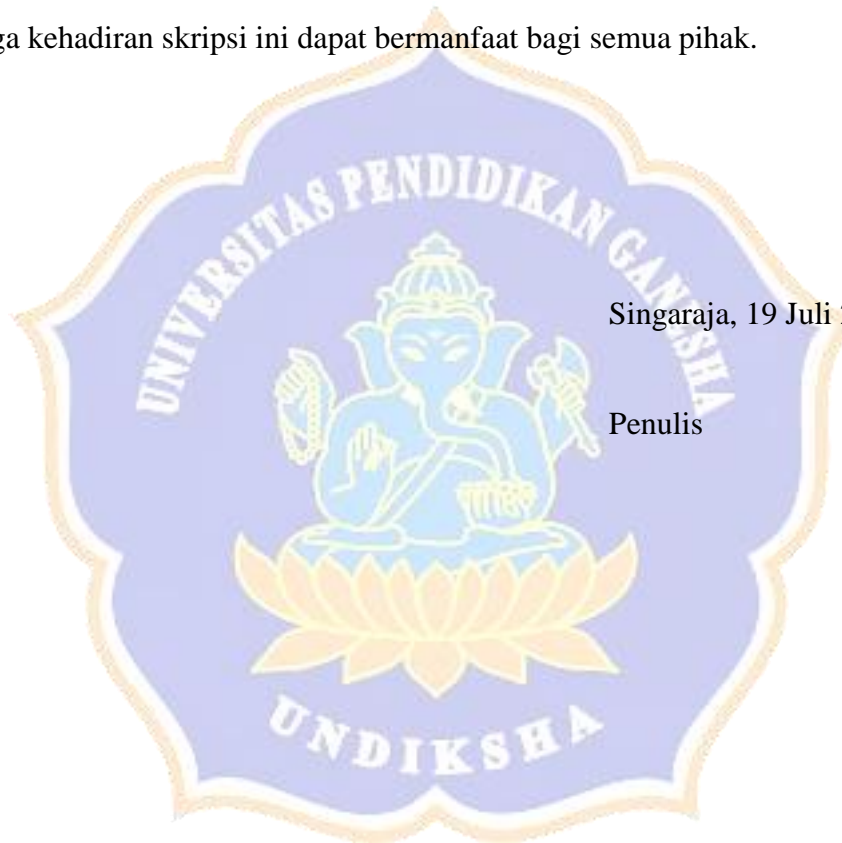 ga kehadiran skripsi ini dapat bermanfaat bagi semua pihak.
UNIVERSITAS PENDIDIKAN GANESHA
Singaraja, 19 Juli
Penulis
UNDIKSHA